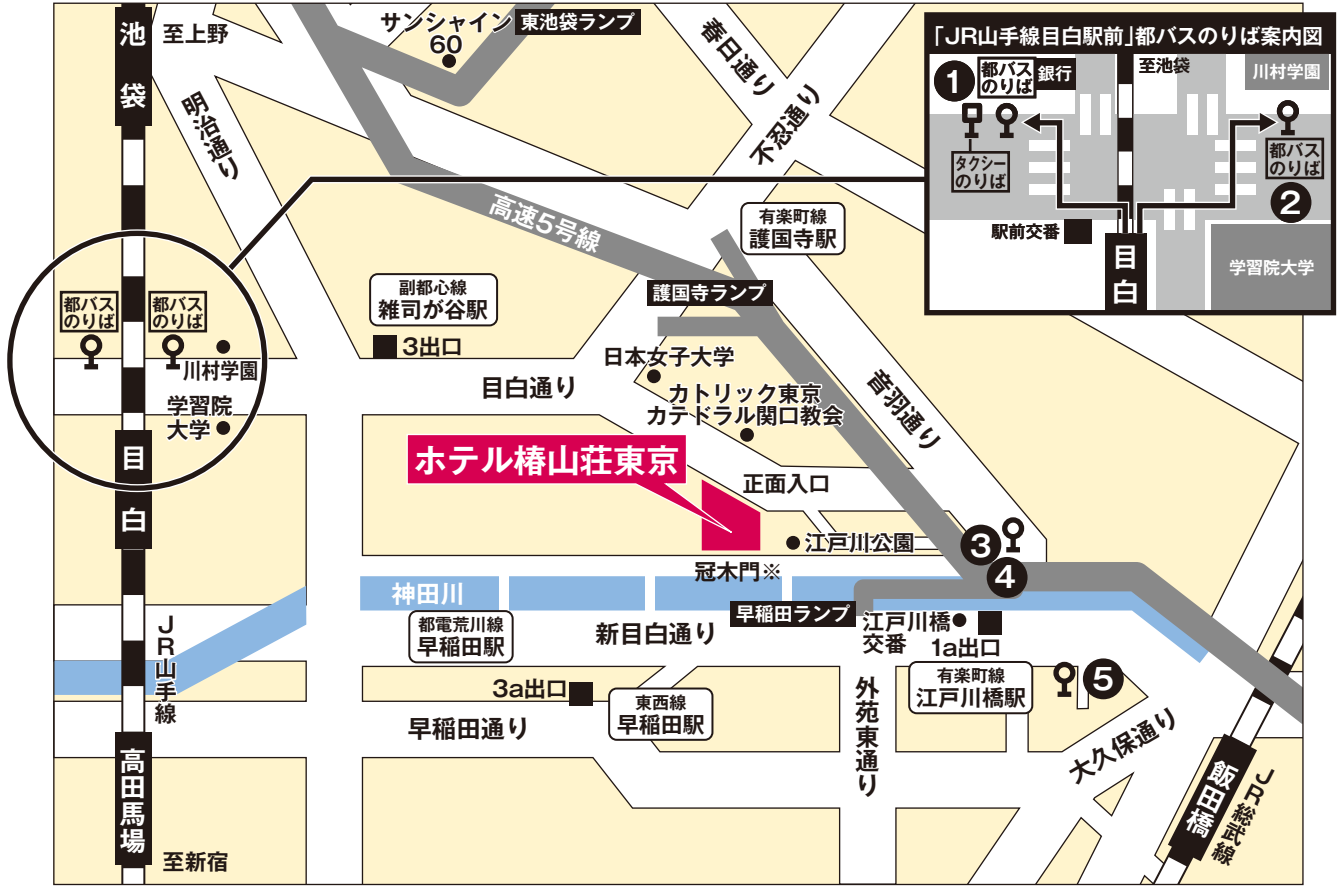 池袋
至上野
サンシャイン
60
東池袋ランプ
春日通り
不忍通り
明治通り
高速5号線
「JR山手線目白駅前」都バスのりば案内図
1
都バス
のりば
銀行
至池袋
川村学園
タクシー
のりば
都バス
のりば
2
駅前交番
目白
学習院大学
有楽町線
護国寺駅
副都心線
雑司が谷駅
3出口
護国寺ランプ
都バス
のりば
都バス
のりば
川村学園
学習院
大学
目白
目白通り
日本女子大学
カトリック東京
カテドラル関口教会
音羽通り
ホテル椿山荘東京
正面入口
江戸川公園
3
4
冠木門※
神田川
早稲田ランプ
都電荒川線
早稲田駅
新目白通り
江戸川橋
交番
1a出口
JR山手線
3a出口
東西線
早稲田駅
有楽町線
江戸川橋駅
5
早稲田通り
外苑東通り
大久保通り
高田馬場
至新宿
飯田橋
JR総武線